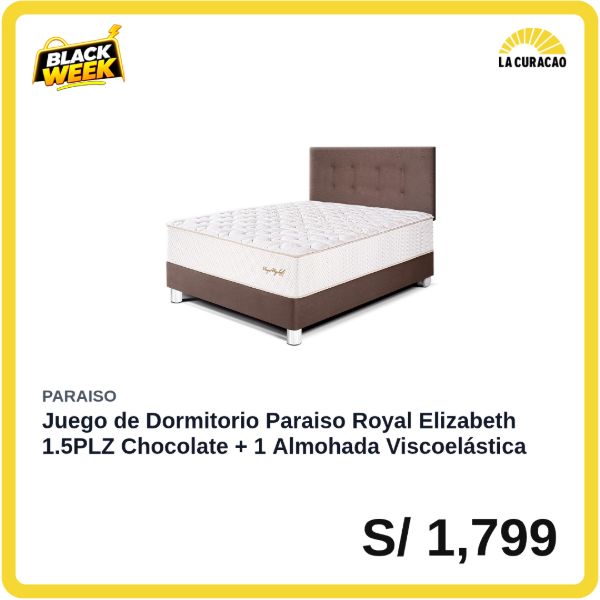 BLACK
WEEK
LA CURACAO
PARAISO
Juego de Dormitorio Paraiso Royal Elizabeth
1.5PLZ Chocolate + 1 Almohada Viscoelástica
S/ 1,799